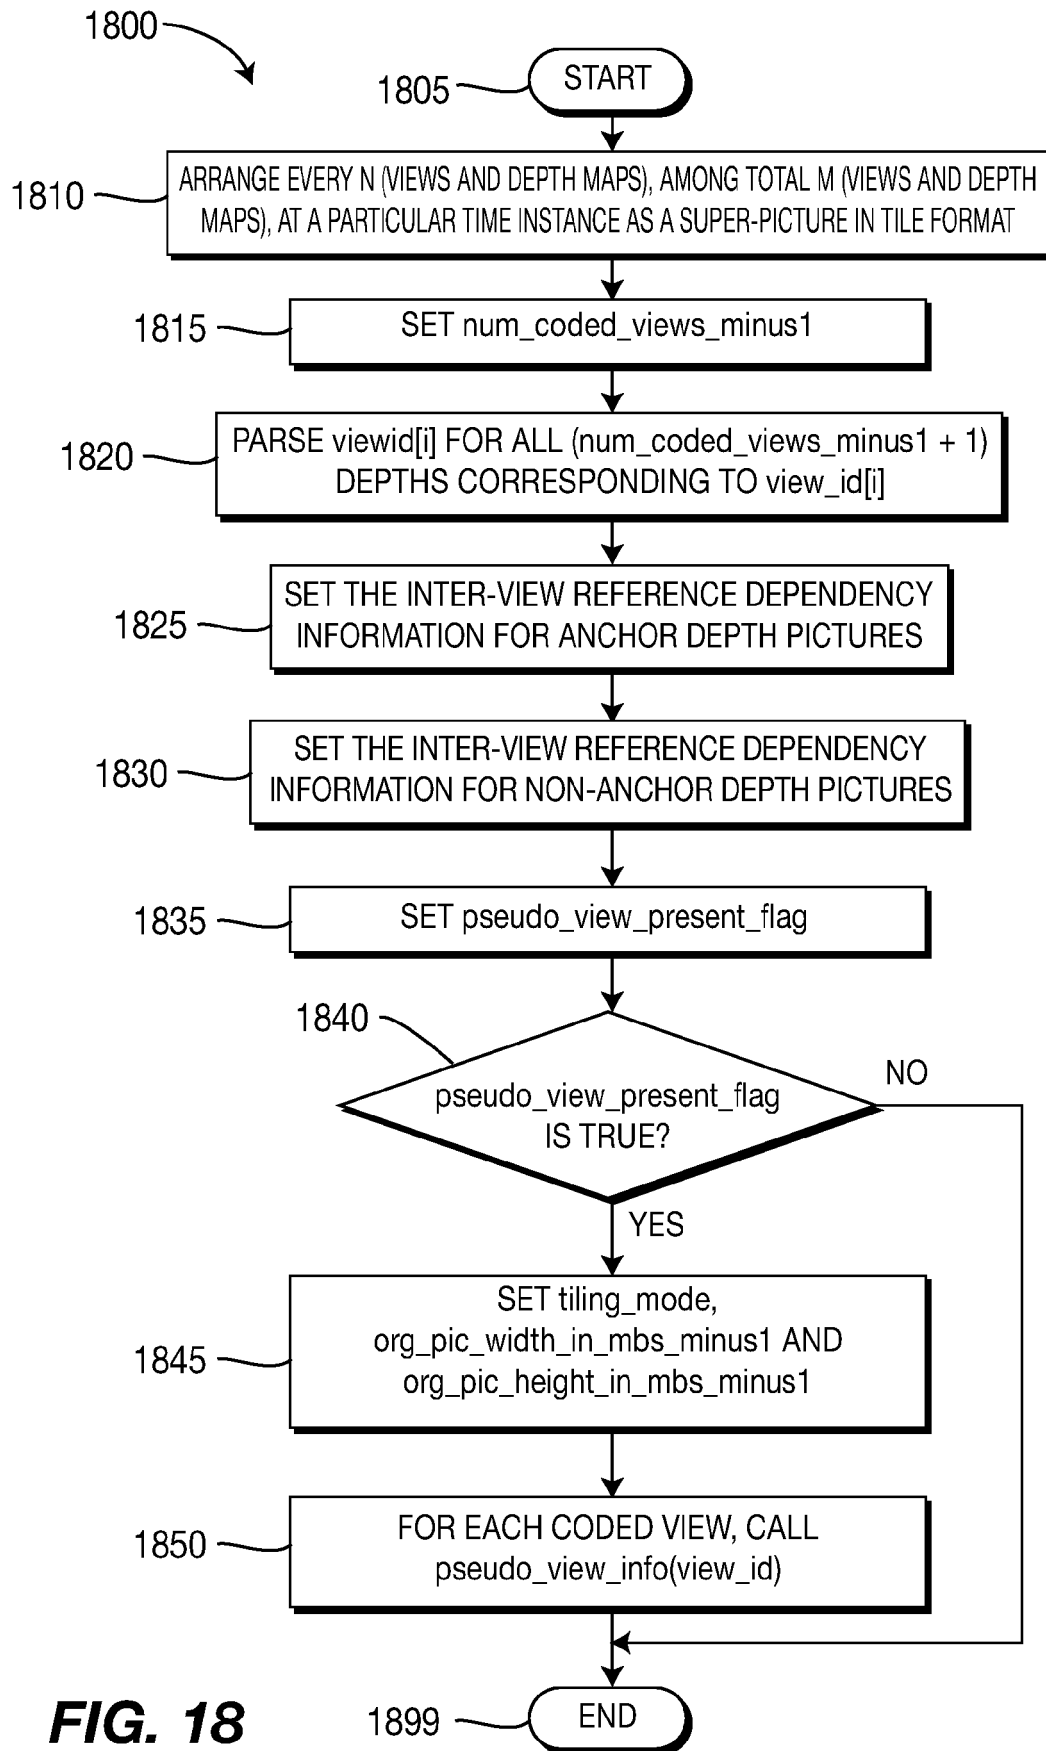 1800
1805
START
1810
ARRANGE EVERY N (VIEWS AND DEPTH MAPS), AMONG TOTAL M (VIEWS AND DEPTH
MAPS), AT A PARTICULAR TIME INSTANCE AS A SUPER-PICTURE IN TILE FORMAT
1815
SET num_coded_views_minus1
1820
PARSE viewid[i] FOR ALL (num_coded_views_minus1 + 1)
DEPTHS CORRESPONDING TO view_id[i]
1825
SET THE INTER-VIEW REFERENCE DEPENDENCY
INFORMATION FOR ANCHOR DEPTH PICTURES
1830
SET THE INTER-VIEW REFERENCE DEPENDENCY
INFORMATION FOR NON-ANCHOR DEPTH PICTURES
1835
SET pseudo_view_present_flag
1840
pseudo_view_present_flag
IS TRUE?
NO
YES
1845
SET tiling_mode,
org_pic_width_in_mbs_minus1 AND
org_pic_height_in_mbs_minus1
1850
FOR EACH CODED VIEW, CALL
pseudo_view_info(view_id)
1899
END
FIG. 18